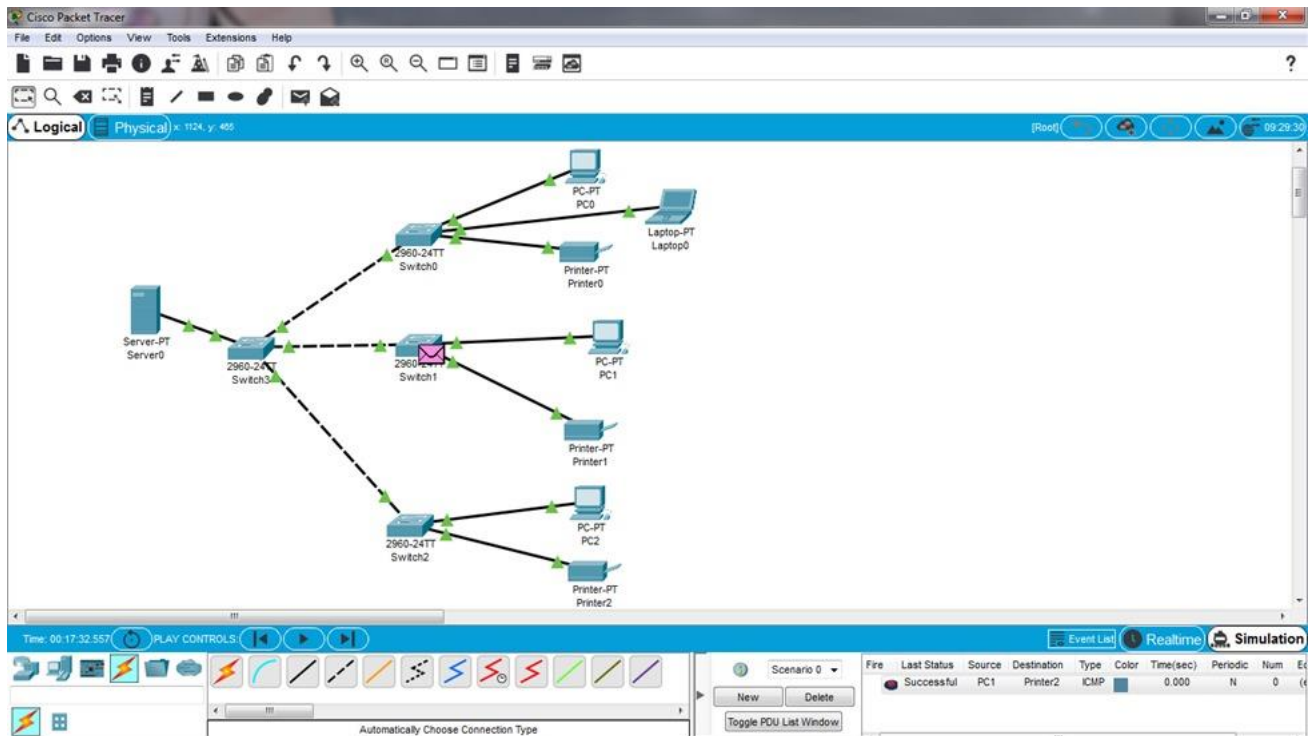 Cisco Packet Tracer
File Edit Options View Tools Extensions Help
?
Logical Physical x: 1124, y: 465 [Root] 09:29:30
PC-PT
PC0
Laptop-PT
Laptop0
2960-24TT
Switch0
Printer-PT
Printer0
Server-PT
Server0
2960-24TT
Switch3
2960-24TT
Switch1
PC-PT
PC1
Printer-PT
Printer1
PC-PT
PC2
2960-24TT
Switch2
Printer-PT
Printer2
Time: 00:17:32.557 PLAY CONTROLS: Event List Realtime Simulation
Scenario 0 Fire Last Status Source Destination Type Color Time(sec) Periodic Num
Successful PC1 Printer2 ICMP 0.000 N 0
New Delete
Toggle PDU List Window
Automatically Choose Connection Type